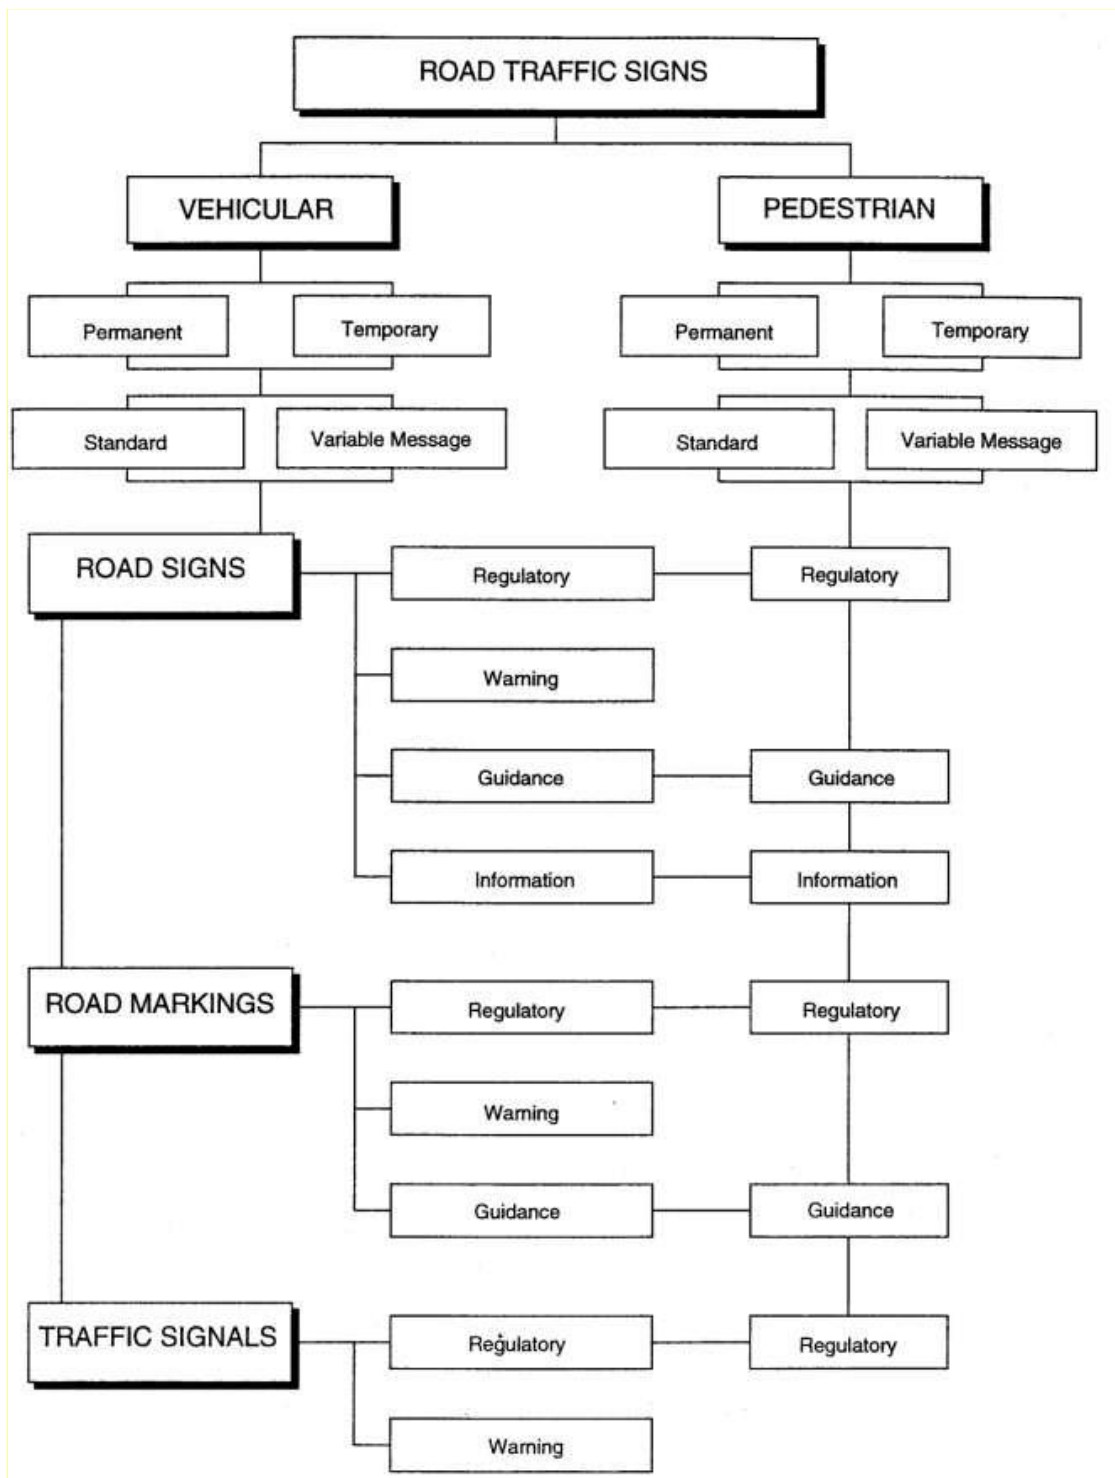 ROAD TRAFFIC SIGNS
VEHICULAR
PEDESTRIAN
Permanent
Temporary
Permanent
Temporary
Standard
Variable Message
Standard
Variable Message
ROAD SIGNS
Regulatory
Regulatory
Warning
Guidance
Guidance
Information
Information
ROAD MARKINGS
Regulatory
Regulatory
Warning
Guidance
Guidance
TRAFFIC SIGNALS
Regulatory
Regulatory
Warning